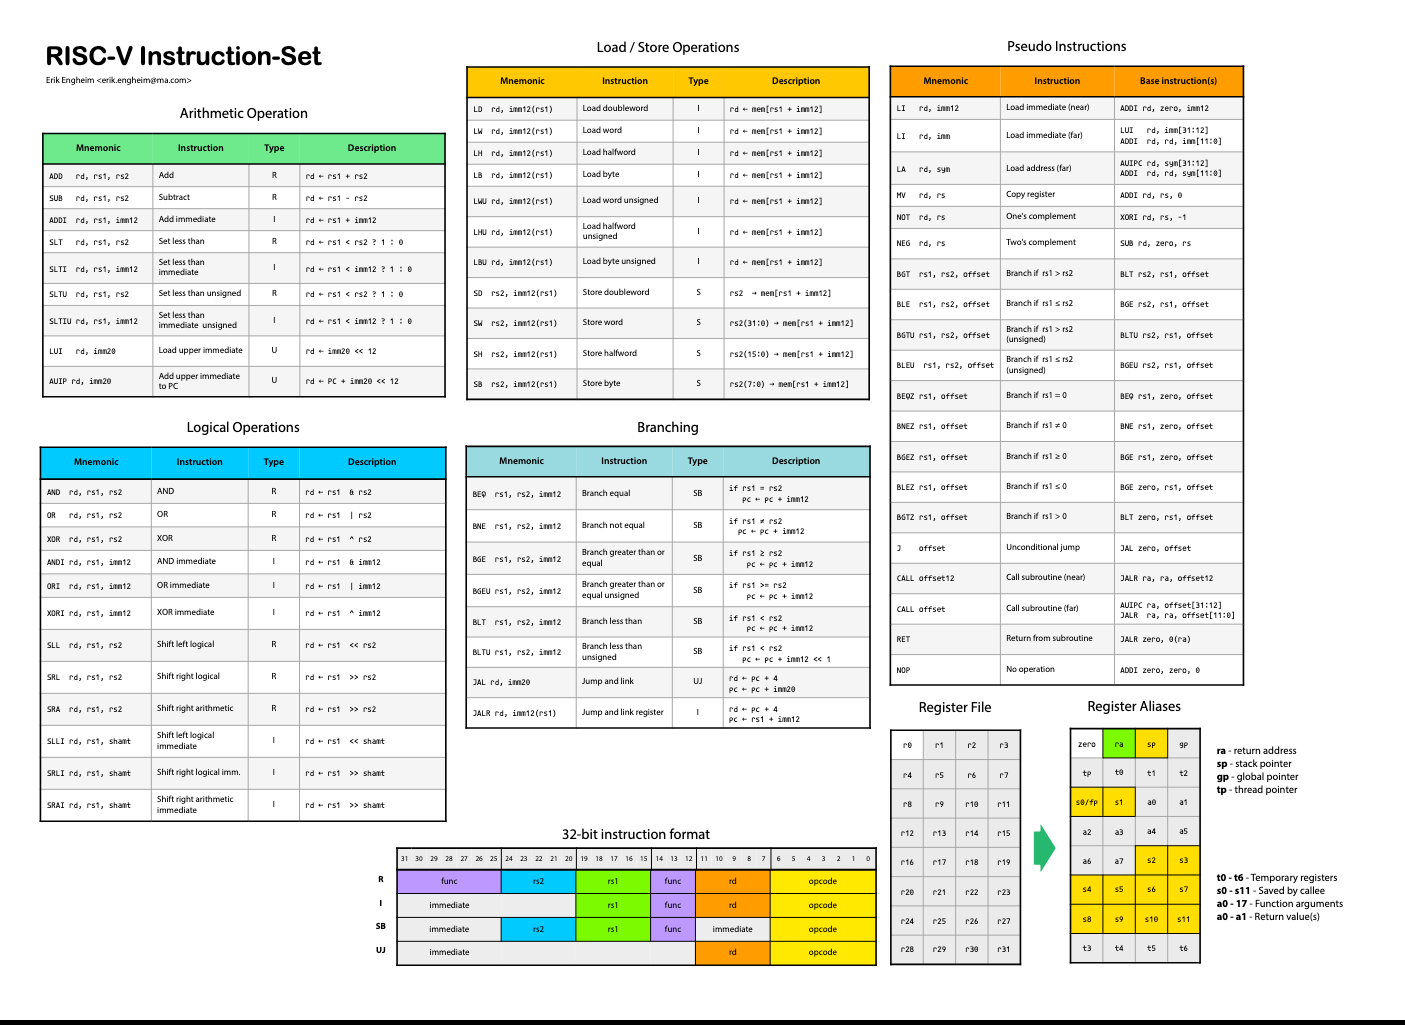 RISC-V Instruction-Set
Erik Engheim <erik.engheim@ma.com>
Arithmetic Operation
Mnemonic Instruction Type Description
ADD rd, rs1, rs2 Add R rd ← rs1 + rs2
SUB rd, rs1, rs2 Subtract R rd ← rs1 - rs2
ADDI rd, rs1, imm12 Add immediate I rd ← rs1 + imm12
SLT rd, rs1, rs2 Set less than R rd ← rs1 < rs2 ? 1 : 0
SLTI rd, rs1, imm12 Set less than immediate I rd ← rs1 < imm12 ? 1 : 0
SLTU rd, rs1, rs2 Set less than unsigned R rd ← rs1 < rs2 ? 1 : 0
SLTIU rd, rs1, imm12 Set less than immediate unsigned I rd ← rs1 < imm12 ? 1 : 0
LUI rd, imm20 Load upper immediate U rd ← imm20 << 12
AUIP rd, imm20 Add upper immediate to PC U rd ← PC + imm20 << 12
Logical Operations
Mnemonic Instruction Type Description
AND rd, rs1, rs2 AND R rd ← rs1 & rs2
OR rd, rs1, rs2 OR R rd ← rs1 | rs2
XOR rd, rs1, rs2 XOR R rd ← rs1 ^ rs2
ANDI rd, rs1, imm12 AND immediate I rd ← rs1 & imm12
ORI rd, rs1, imm12 OR immediate I rd ← rs1 | imm12
XORI rd, rs1, imm12 XOR immediate I rd ← rs1 ^ imm12
SLL rd, rs1, rs2 Shift left logical R rd ← rs1 << rs2
SRL rd, rs1, rs2 Shift right logical R rd ← rs1 >> rs2
SRA rd, rs1, rs2 Shift right arithmetic R rd ← rs1 >> rs2
SLLI rd, rs1, shamt Shift left logical immediate I rd ← rs1 << shamt
SRLI rd, rs1, shamt Shift right logical imm. I rd ← rs1 >> shamt
SRAI rd, rs1, shamt Shift right arithmetic immediate I rd ← rs1 >> shamt
Load / Store Operations
Mnemonic Instruction Type Description
LD rd, imm12(rs1) Load doubleword I rd ← mem[rs1 + imm12]
LW rd, imm12(rs1) Load word I rd ← mem[rs1 + imm12]
LH rd, imm12(rs1) Load halfword I rd ← mem[rs1 + imm12]
LB rd, imm12(rs1) Load byte I rd ← mem[rs1 + imm12]
LWU rd, imm12(rs1) Load word unsigned I rd ← mem[rs1 + imm12]
LHU rd, imm12(rs1) Load halfword unsigned I rd ← mem[rs1 + imm12]
LBU rd, imm12(rs1) Load byte unsigned I rd ← mem[rs1 + imm12]
SD rs2, imm12(rs1) Store doubleword S rs2 → mem[rs1 + imm12]
SW rs2, imm12(rs1) Store word S rs2(31:0) → mem[rs1 + imm12]
SH rs2, imm12(rs1) Store halfword S rs2(15:0) → mem[rs1 + imm12]
SB rs2, imm12(rs1) Store byte S rs2(7:0) → mem[rs1 + imm12]
Branching
Mnemonic Instruction Type Description
BEQ rs1, rs2, imm12 Branch equal SB if rs1 = rs2 pc ← pc + imm12
BNE rs1, rs2, imm12 Branch not equal SB if rs1 ≠ rs2 pc ← pc + imm12
BGE rs1, rs2, imm12 Branch greater than or equal SB if rs1 ≥ rs2 pc ← pc + imm12
BGEU rs1, rs2, imm12 Branch greater than or equal unsigned SB if rs1 >= rs2 pc ← pc + imm12
BLT rs1, rs2, imm12 Branch less than SB if rs1 < rs2 pc ← pc + imm12
BLTU rs1, rs2, imm12 Branch less than unsigned SB if rs1 < rs2 pc ← pc + imm12 << 1
JAL rd, imm20 Jump and link UJ rd ← pc + 4 pc ← pc + imm20
JALR rd, imm12(rs1) Jump and link register I rd ← pc + 4 pc ← rs1 + imm12
Pseudo Instructions
Mnemonic Instruction Base instruction(s)
LI rd, imm12 Load immediate (near) ADDI rd, zero, imm12
LI rd, imm Load immediate (far) LUI rd, imm[31:12] ADDI rd, rd, imm[11:0]
LA rd, sym Load address (far) AUIPC rd, sym[31:12] ADDI rd, rd, sym[11:0]
MV rd, rs Copy register ADDI rd, rs, 0
NOT rd, rs One's complement XORI rd, rs, -1
NEG rd, rs Two's complement SUB rd, zero, rs
BGT rs1, rs2, offset Branch if rs1 > rs2 BLT rs2, rs1, offset
BLE rs1, rs2, offset Branch if rs1 ≤ rs2 BGE rs2, rs1, offset
BGTU rs1, rs2, offset Branch if rs1 > rs2 (unsigned) BLTU rs2, rs1, offset
BLEU rs1, rs2, offset Branch if rs1 ≤ rs2 (unsigned) BGEU rs2, rs1, offset
BEQZ rs1, offset Branch if rs1 = 0 BEQ rs1, zero, offset
BNEZ rs1, offset Branch if rs1 ≠ 0 BNE rs1, zero, offset
BGEZ rs1, offset Branch if rs1 ≥ 0 BGE rs1, zero, offset
BLEZ rs1, offset Branch if rs1 ≤ 0 BGE zero, rs1, offset
BGTZ rs1, offset Branch if rs1 > 0 BLT zero, rs1, offset
J offset Unconditional jump JAL zero, offset
CALL offset12 Call subroutine (near) JALR ra, ra, offset12
CALL offset Call subroutine (far) AUIPC ra, offset[31:12] JALR ra, ra, offset[11:0]
RET Return from subroutine JALR zero, 0(ra)
NOP No operation ADDI zero, zero, 0
32-bit instruction format
31 30 29 28 27 26 25 24 23 22 21 20 19 18 17 16 15 14 13 12 11 10 9 8 7 6 5 4 3 2 1 0
R func rs2 rs1 func rd opcode
I immediate rs1 func rd opcode
SB immediate rs2 rs1 func immediate opcode
UJ immediate rd opcode
Register File
r0 r1 r2 r3
r4 r5 r6 r7
r8 r9 r10 r11
r12 r13 r14 r15
r16 r17 r18 r19
r20 r21 r22 r23
r24 r25 r26 r27
r28 r29 r30 r31
Register Aliases
zero ra sp gp
tp t0 t1 t2
s0/fp s1 a0 a1
a2 a3 a4 a5
a6 a7 s2 s3
s4 s5 s6 s7
s8 s9 s10 s11
t3 t4 t5 t6
ra - return address
sp - stack pointer
gp - global pointer
tp - thread pointer
t0 - t6 - Temporary registers
s0 - s11 - Saved by callee
a0 - 17 - Function arguments
a0 - a1 - Return value(s)